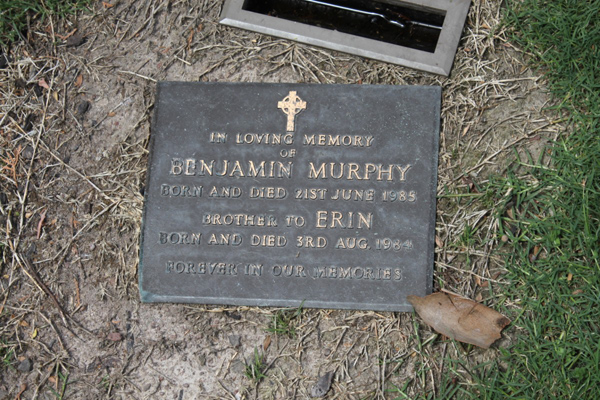 IN LOVING MEMORY
OF
BENJAMIN MURPHY
BORN AND DIED 21ST JUNE 1985
BROTHER TO ERIN
BORN AND DIED 3RD AUG. 1984
FOREVER IN OUR MEMORIES